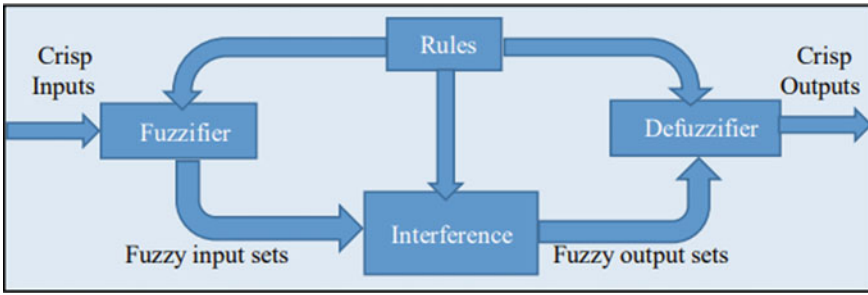 Rules
Crisp
Inputs
Crisp
Outputs
Fuzzifier
Defuzzifier
Interference
Fuzzy input sets
Fuzzy output sets